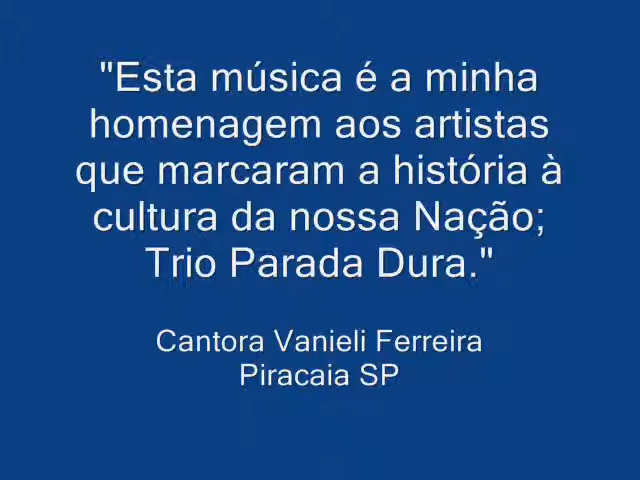 "Esta música é a minha
homenagem aos artistas
que marcaram a história à
cultura da nossa Nação;
Trio Parada Dura."
Cantora Vanieli Ferreira
Piracaia SP